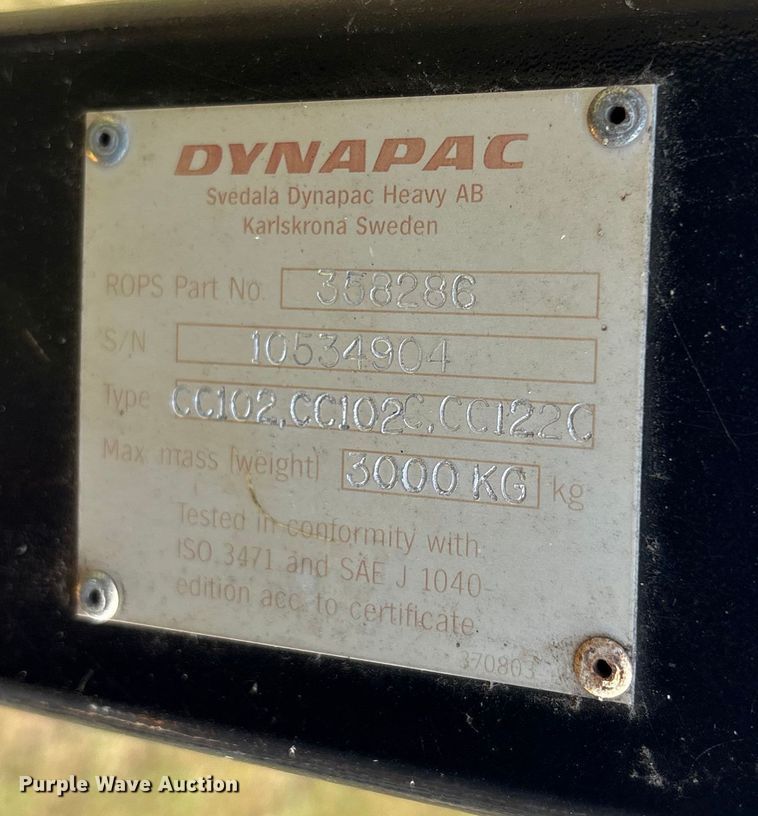 DYNAPAC
Svedala Dynapac Heavy AB
Karlskrona Sweden
ROPS Part No. 358286
S/N 10534904
Type CC102,CC102C,CC122C
Max mass (weight) 3000 KG kg
Tested in conformity with
ISO 3471 and SAE J 1040-
edition acc. to certificate
370803
Purple Wave Auction